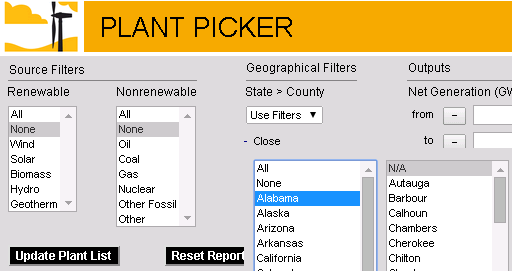 PLANT PICKER
Source Filters
Renewable
All
None
Wind
Solar
Biomass
Hydro
Geotherm
Nonrenewable
All
None
Oil
Coal
Gas
Nuclear
Other Fossil
Other
Update Plant List
Reset Report
Geographical Filters
State > County
Use Filters ▼
- Close
All
None
Alabama
Alaska
Arizona
Arkansas
California
Outputs
Net Generation (GW
from -
to -
N/A
Autauga
Barbour
Calhoun
Chambers
Cherokee
Chilton